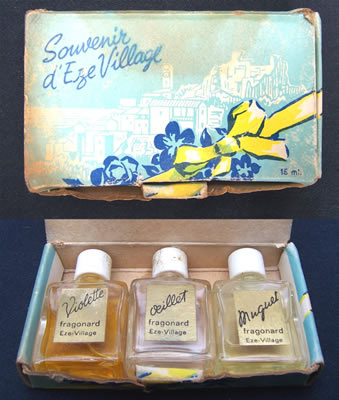 Souvenir
d'Eze Village
15 ml.
Violette
fragonard
Eze-Village
œillet
fragonard
Eze-Village
muguet
fragonard
Eze-Village